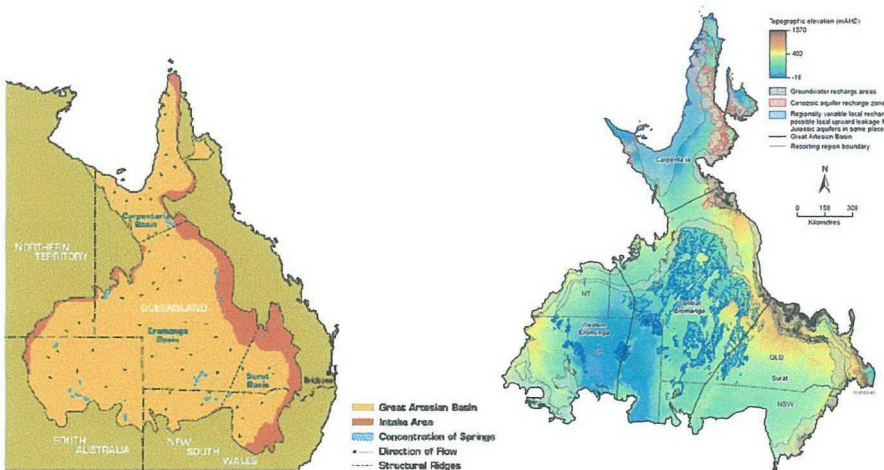 Carpentaria
Basin
NORTHERN
TERRITORY
QUEENSLAND
Eromanga
Basin
Surat
Basin
Brisbane
SOUTH
AUSTRALIA
NEW
SOUTH
WALES
Great Artesian Basin
Intake Area
Concentration of Springs
Direction of Flow
Structural Ridges
Topographic elevation (mAHD)
1570
400
-16
Groundwater recharge areas
Cenozoic aquifer recharge zone
Regionally variable local rechar
possible local upward leakage f
Jurassic aquifers in some place
Great Artesian Basin
Reporting region boundary
N
0 150 300
Kilometres
Carpentaria
NT
Central
Eromanga
Western
Eromanga
QLD
Surat
NSW